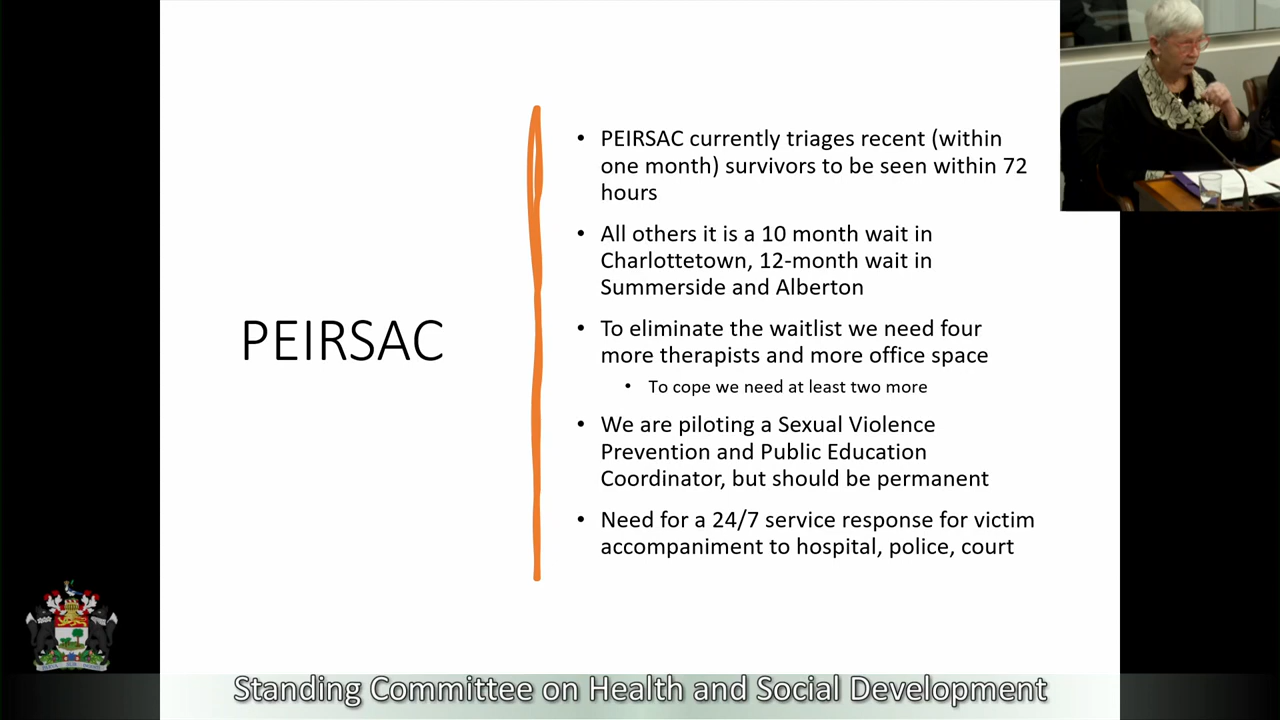 PEIRSAC
• PEIRSAC currently triages recent (within
one month) survivors to be seen within 72
hours
• All others it is a 10 month wait in
Charlottetown, 12-month wait in
Summerside and Alberton
• To eliminate the waitlist we need four
more therapists and more office space
• To cope we need at least two more
• We are piloting a Sexual Violence
Prevention and Public Education
Coordinator, but should be permanent
• Need for a 24/7 service response for victim
accompaniment to hospital, police, court
Standing Committee on Health and Social Development